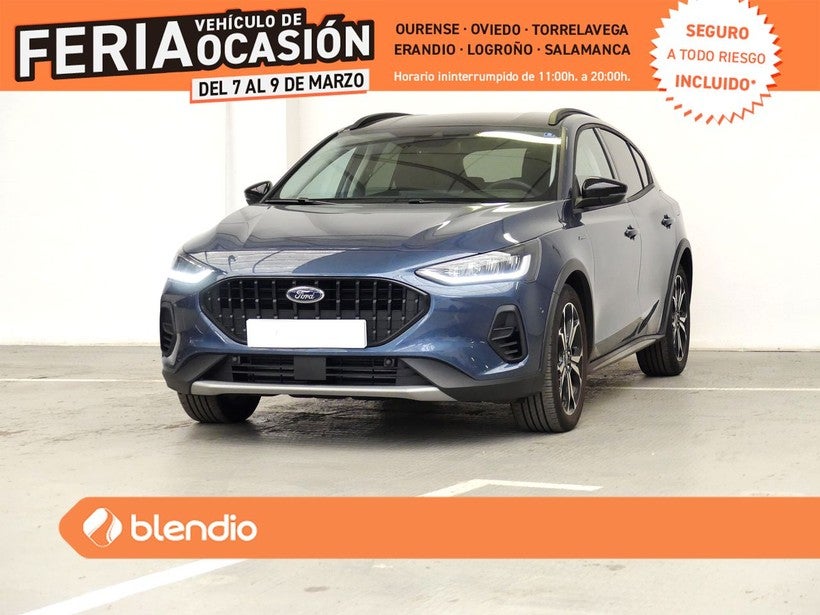 FERIA VEHÍCULO DE
OCASIÓN
DEL 7 AL 9 DE MARZO
OURENSE · OVIEDO · TORRELAVEGA
ERANDIO · LOGROÑO · SALAMANCA
Horario ininterrumpido de 11:00h. a 20:00h.
SEGURO
A TODO RIESGO
INCLUIDO*
Ford
blendio